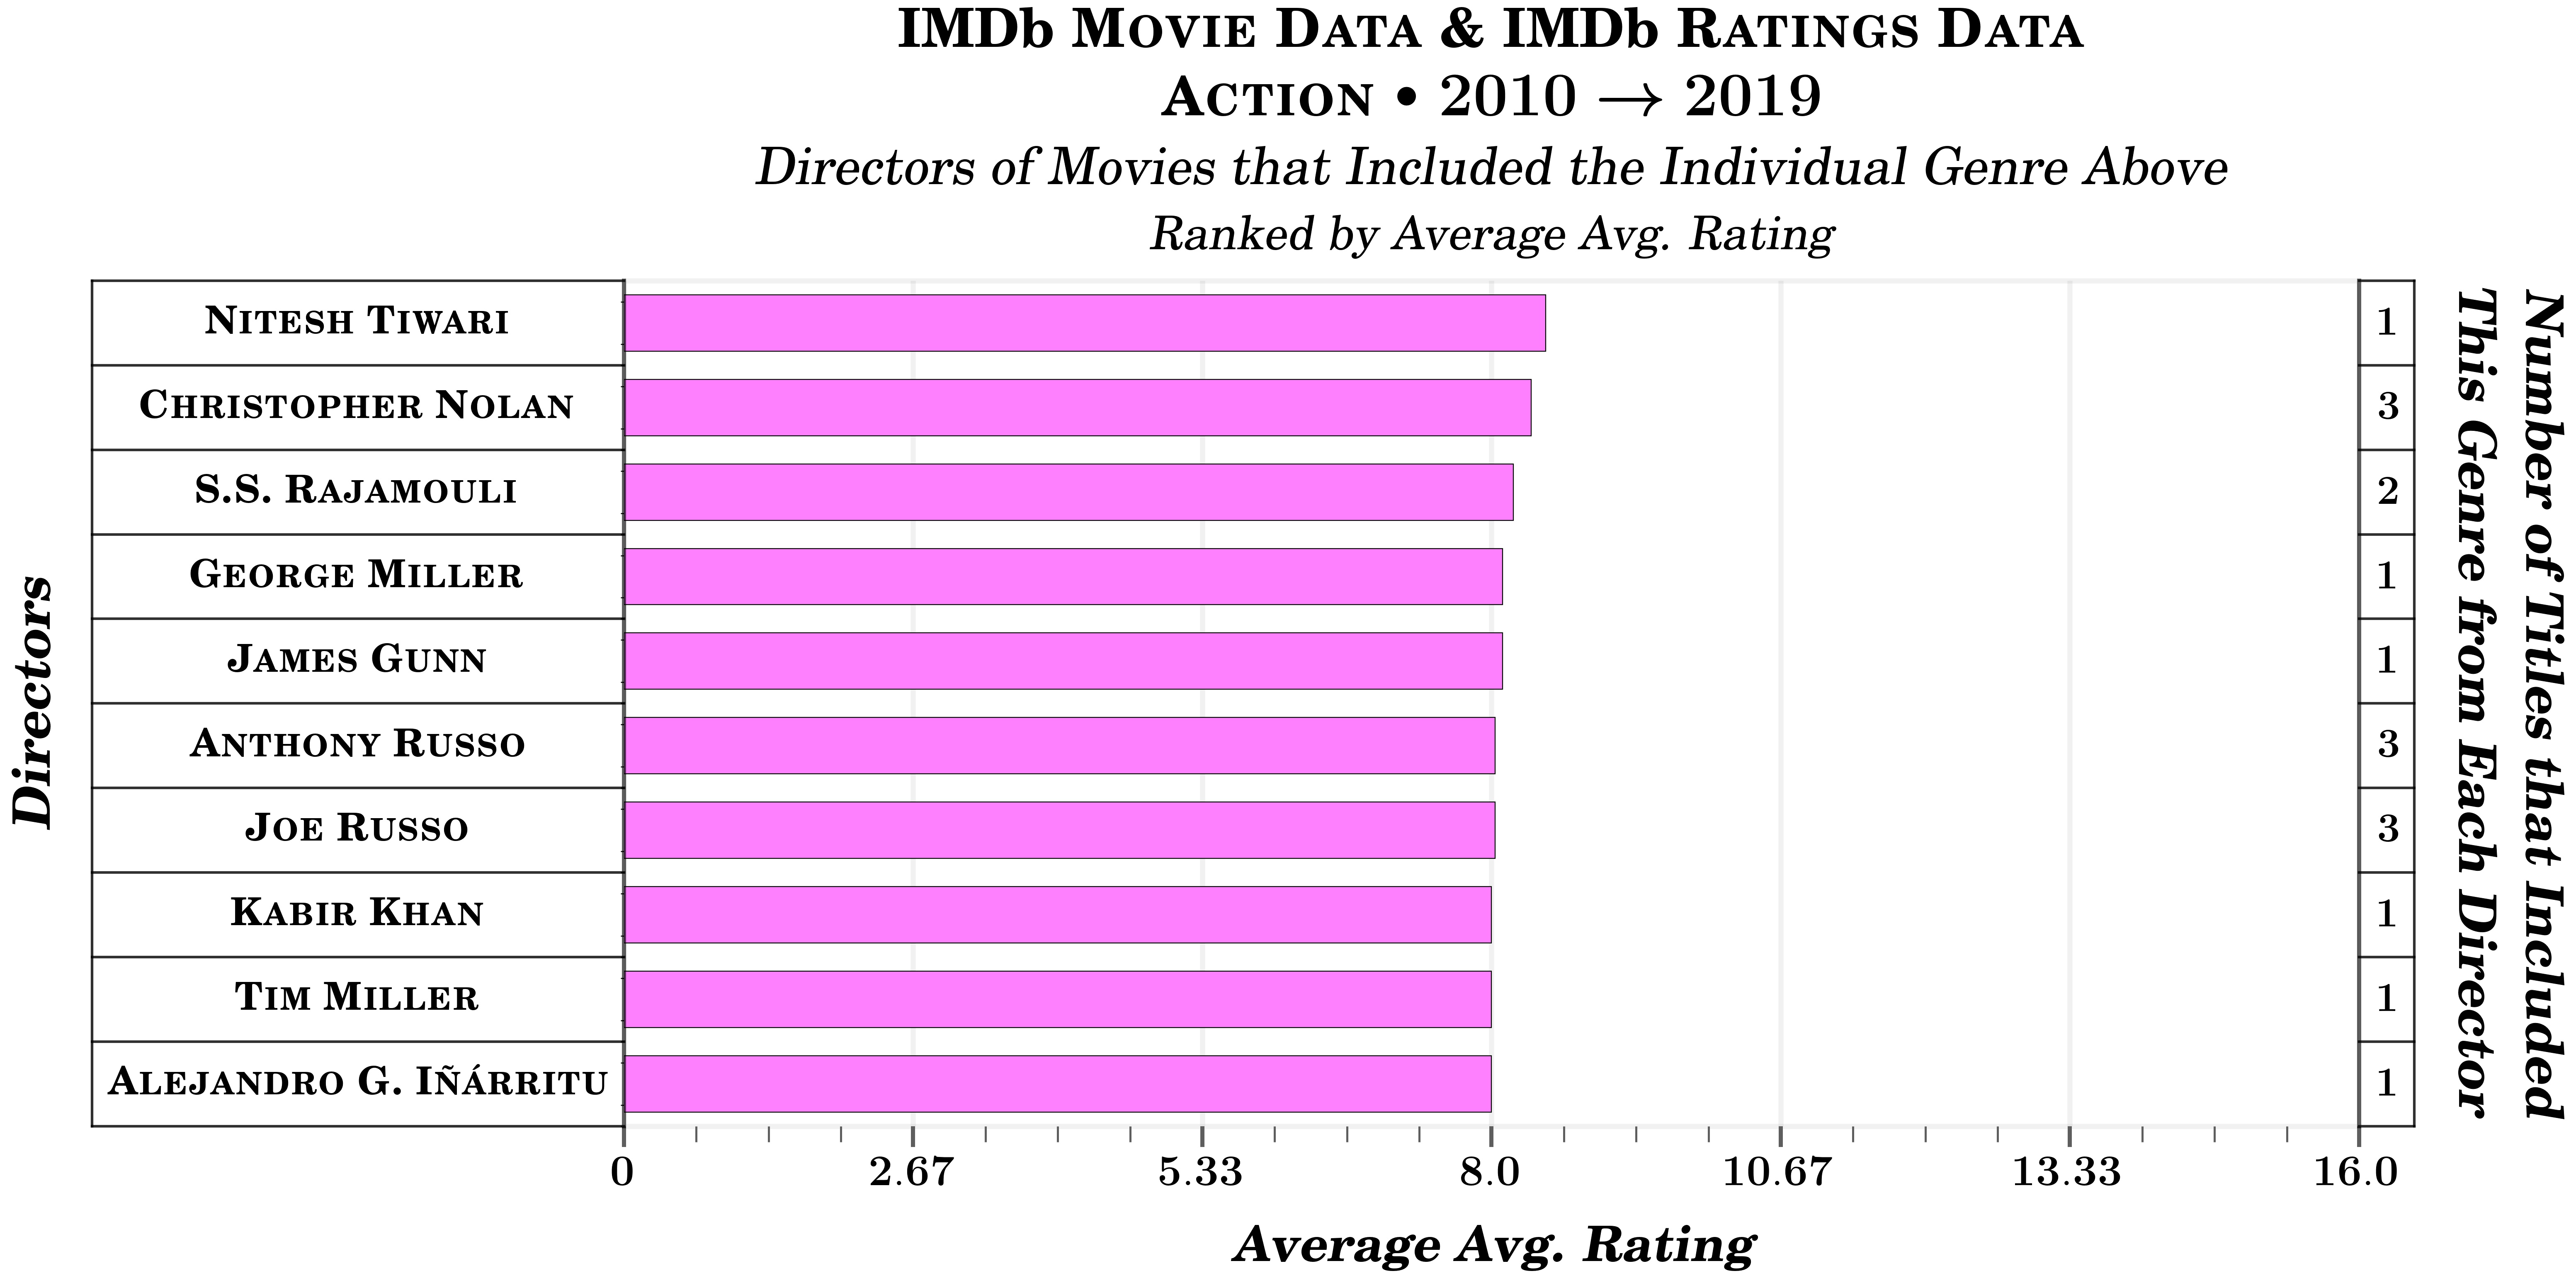 IMDb Movie Data & IMDb Ratings Data
Action • 2010 → 2019
Directors of Movies that Included the Individual Genre Above
Ranked by Average Avg. Rating
Directors
Nitesh Tiwari 1
Christopher Nolan 3
S.S. Rajamouli 2
George Miller 1
James Gunn 1
Anthony Russo 3
Joe Russo 3
Kabir Khan 1
Tim Miller 1
Alejandro G. Iñárritu 1
Number of Titles that Included
This Genre from Each Director
0 2.67 5.33 8.0 10.67 13.33 16.0
Average Avg. Rating